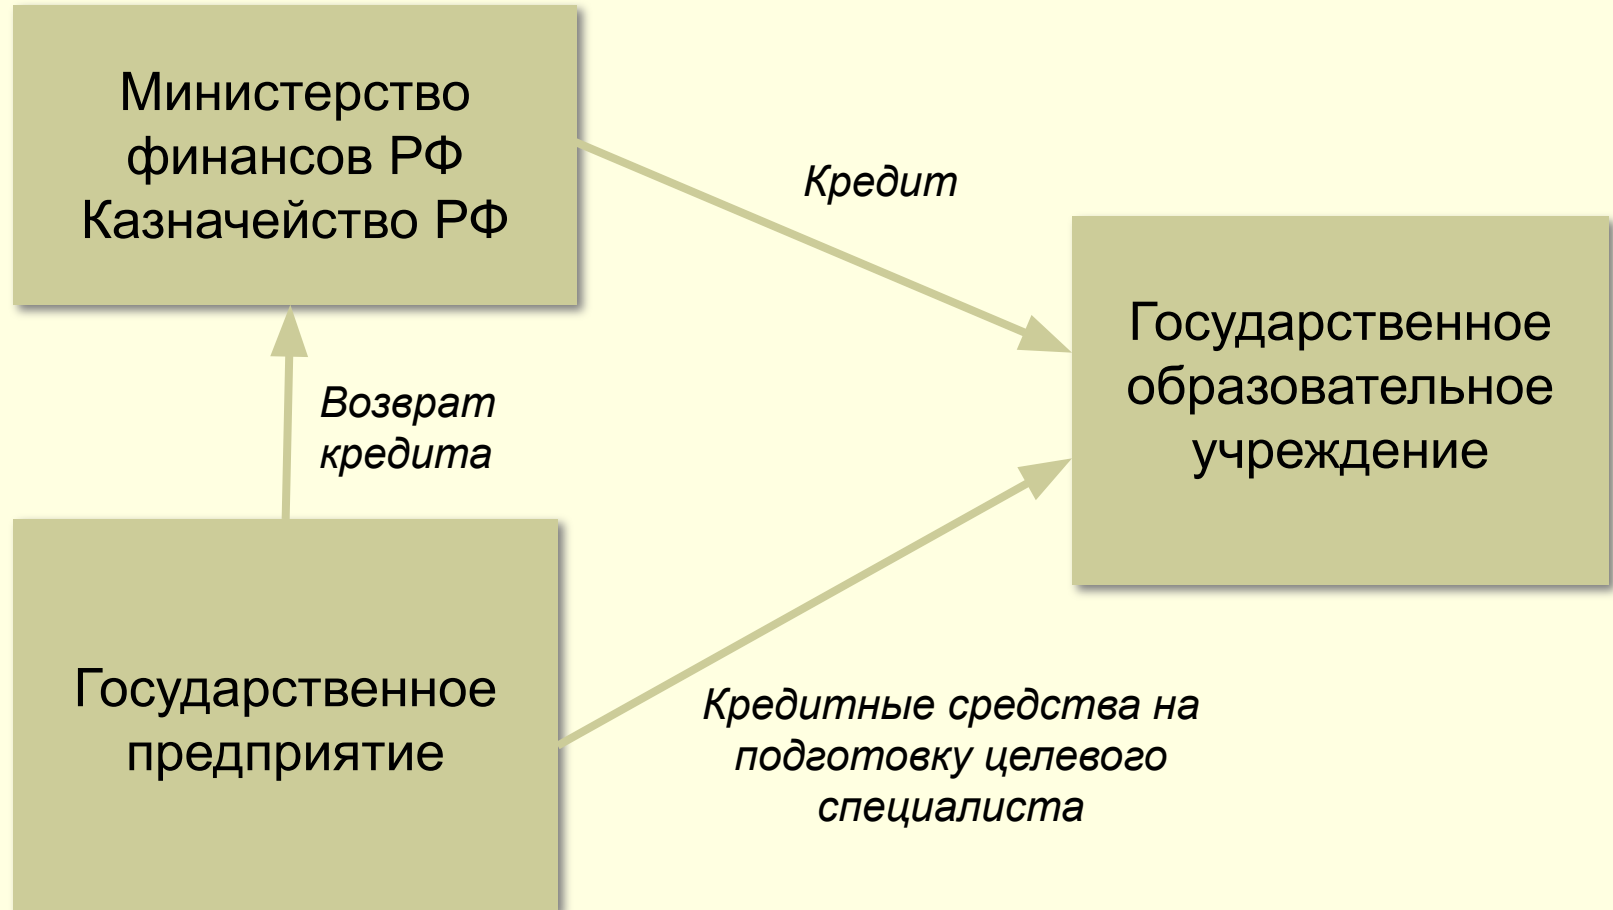 Министерство
финансов РФ
Казначейство РФ
Кредит
Государственное
образовательное
учреждение
Возврат
кредита
Государственное
предприятие
Кредитные средства на
подготовку целевого
специалиста